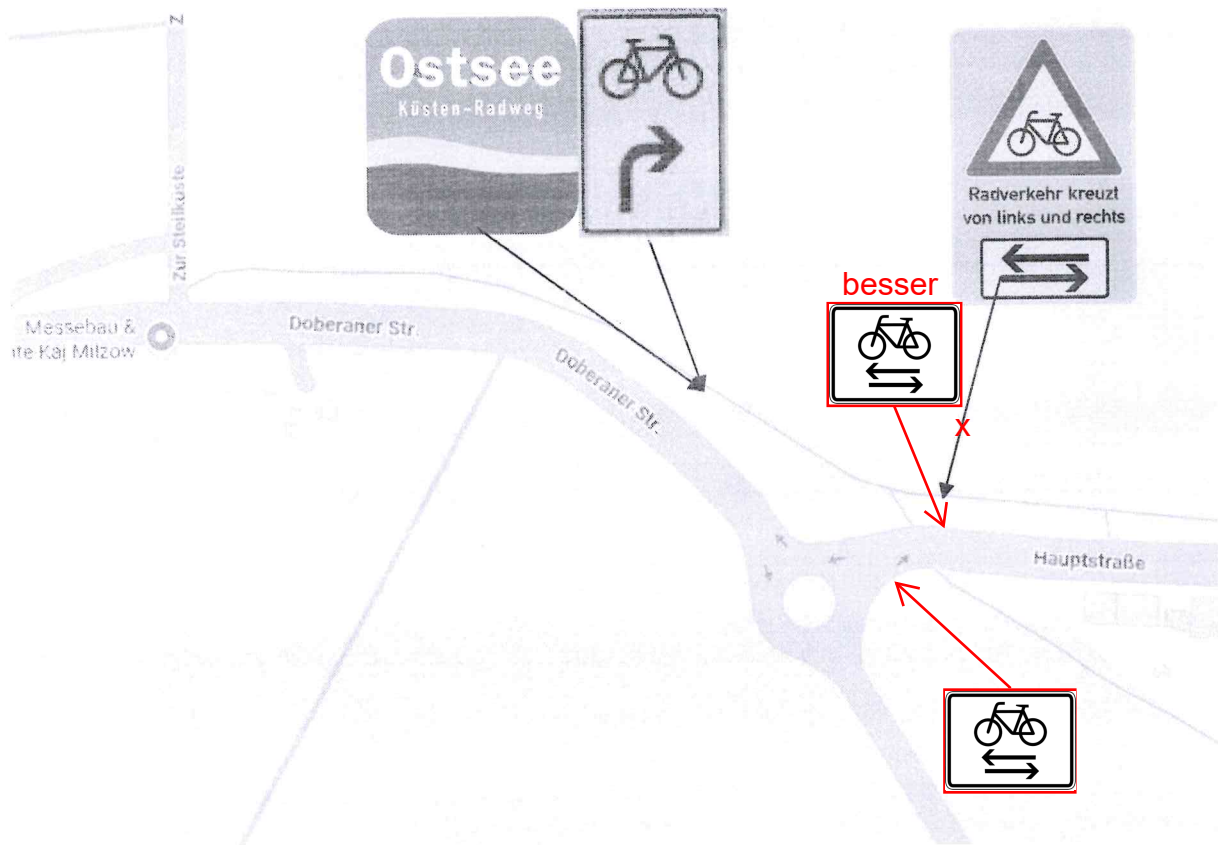 Ostsee
Küsten-Radweg
Radverkehr kreuzt
von links und rechts
besser
x
Z
Zur Steilküste
Messebau &
Kaj Milzow
Doberaner Str.
Doberaner Str.
Hauptstraße